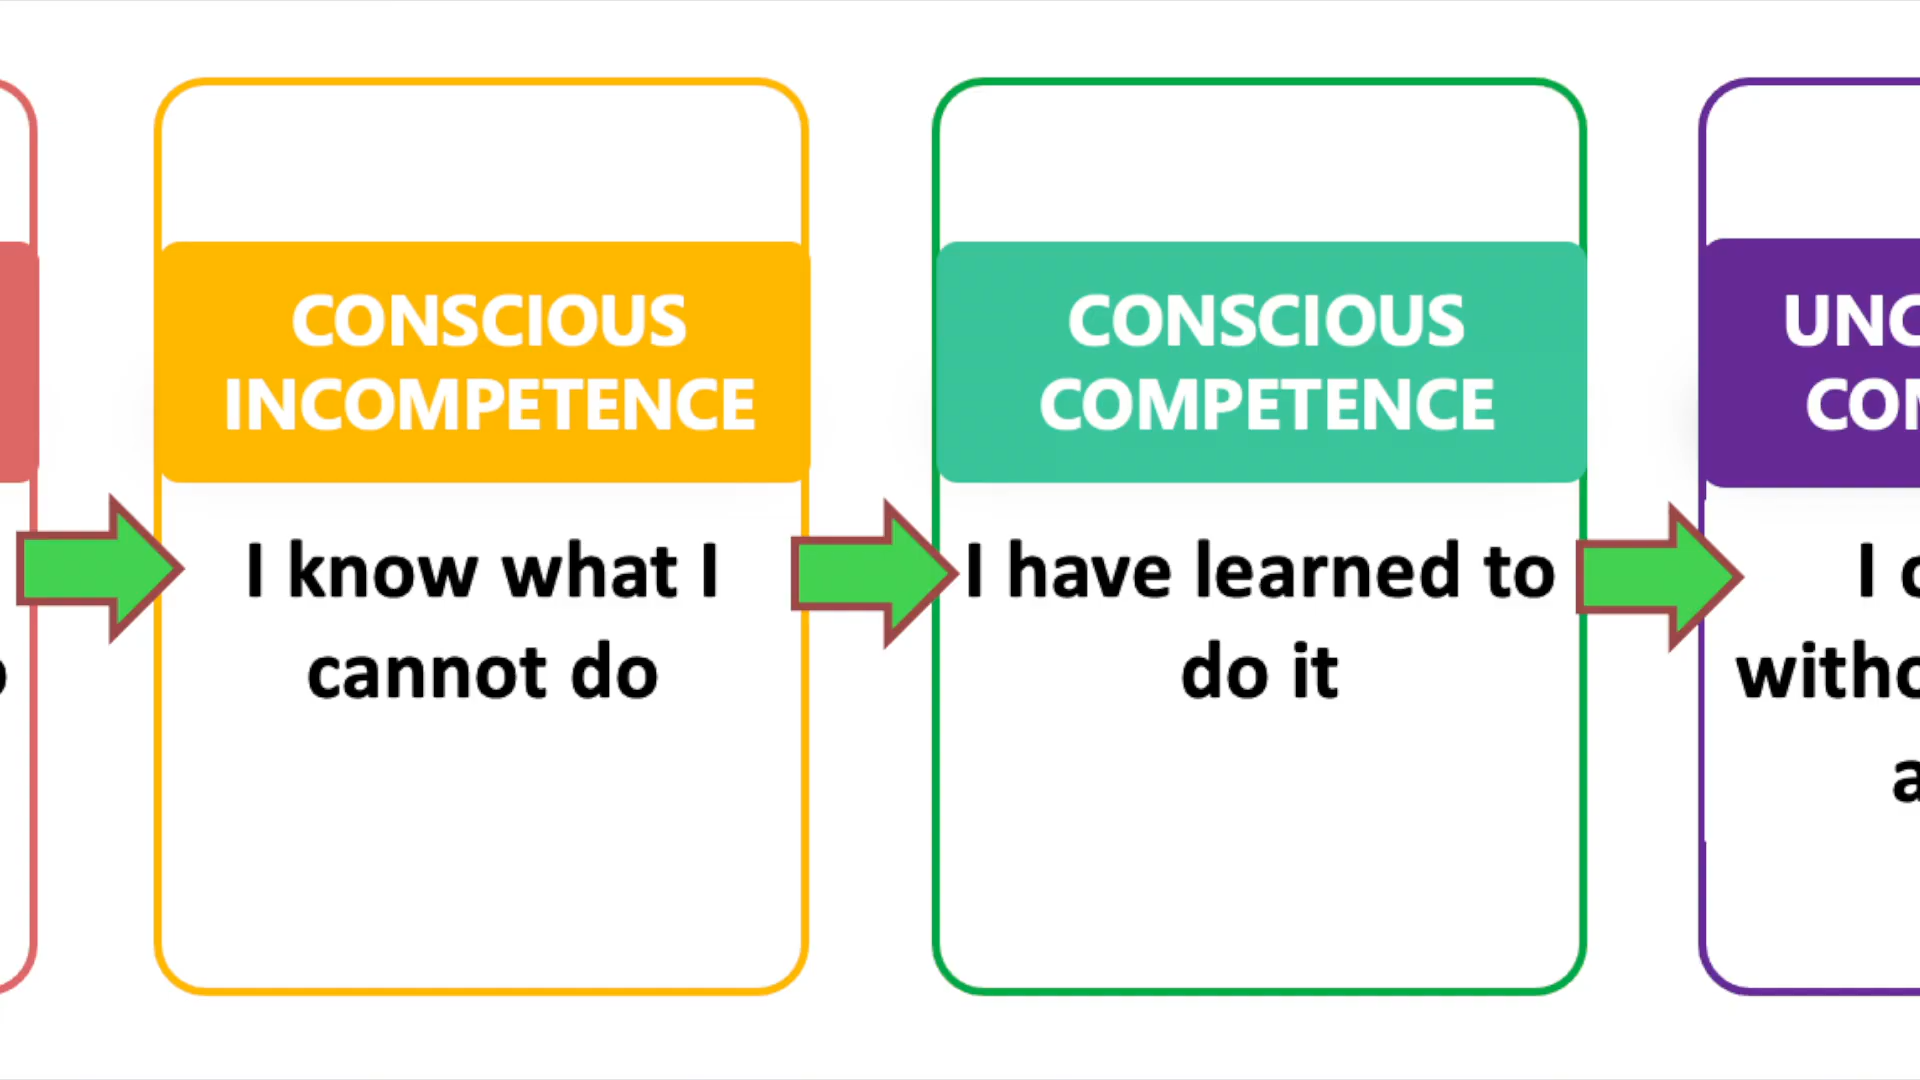 CONSCIOUS
INCOMPETENCE
I know what I
cannot do
CONSCIOUS
COMPETENCE
I have learned to
do it
I